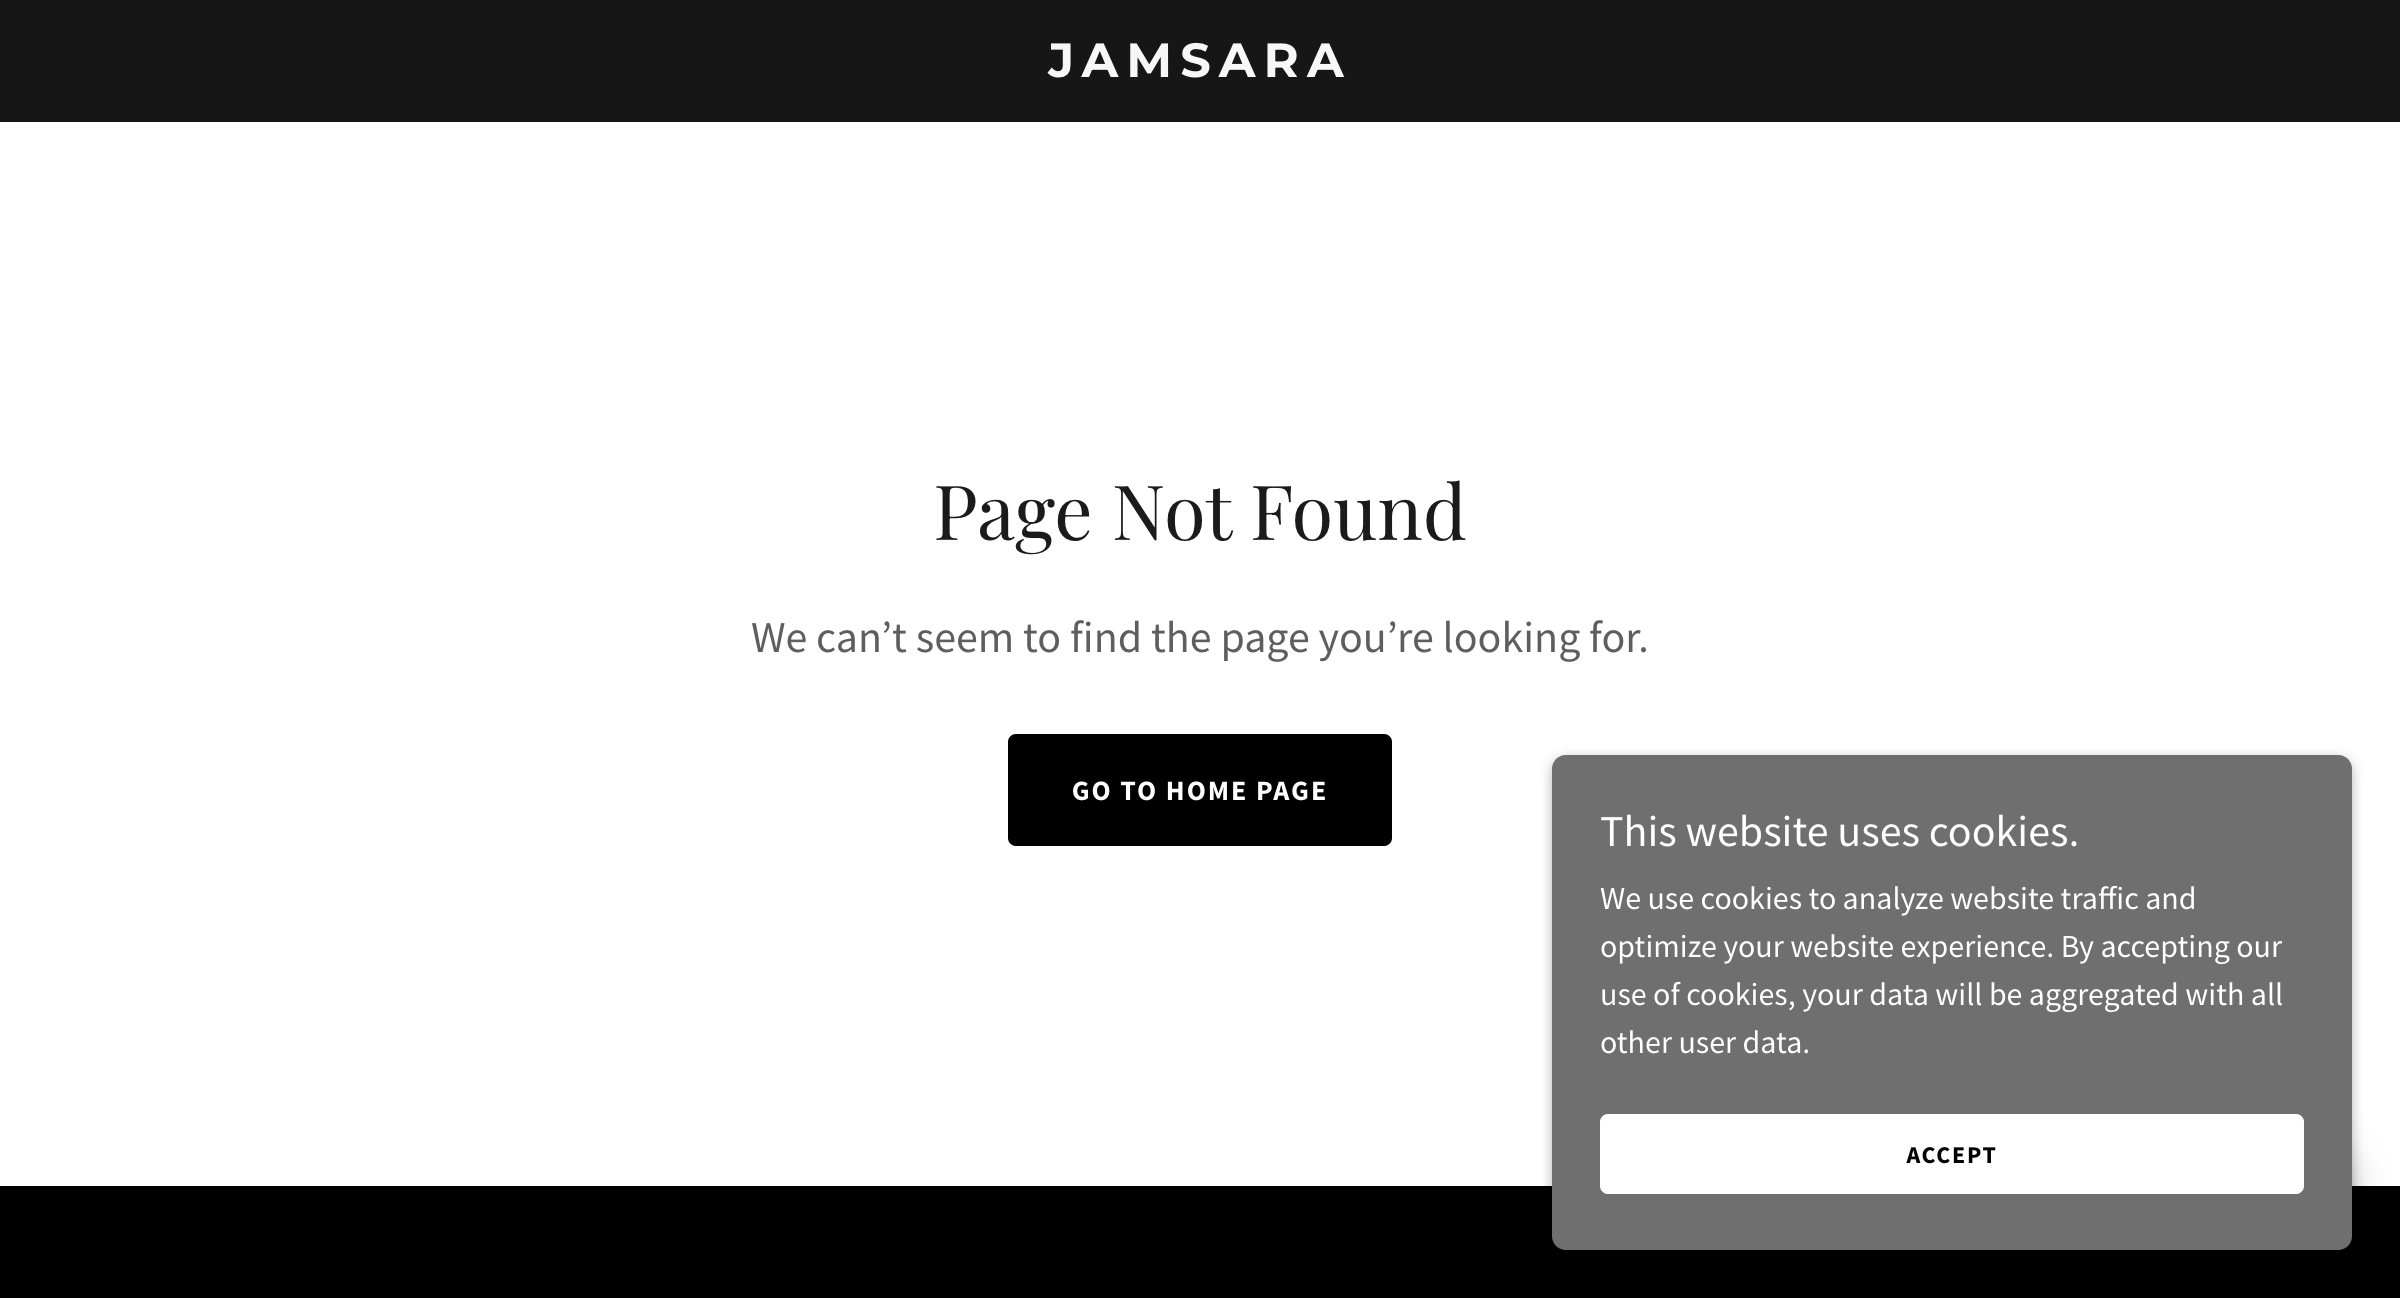 JAMSARA
Page Not Found
We can’t seem to find the page you’re looking for.
GO TO HOME PAGE
This website uses cookies.
We use cookies to analyze website traffic and
optimize your website experience. By accepting our
use of cookies, your data will be aggregated with all
other user data.
ACCEPT